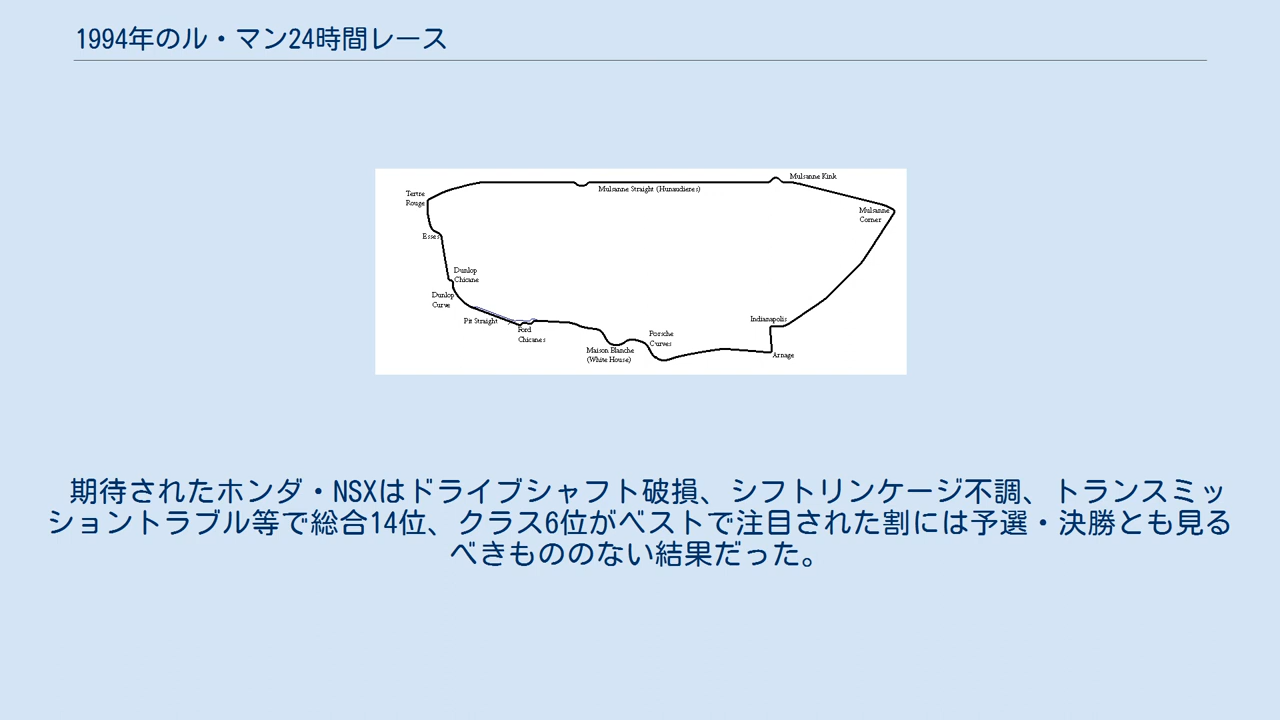 1994年のル・マン24時間レース
Mulsanne Kink
Mulsanne Straight (Hunaudieres)
Tertre
Rouge
Mulsanne
Corner
Esses
Dunlop
Chicane
Dunlop
Curve
Pit Straight
Ford
Chicanes
Indianapolis
Porsche
Curves
Maison Blanche
(White House)
Arnage
期待されたホンダ・NSXはドライブシャフト破損、シフトリンケージ不調、トランスミッ
ショントラブル等で総合14位、クラス6位がベストで注目された割には予選・決勝とも見る
べきもののない結果だった。